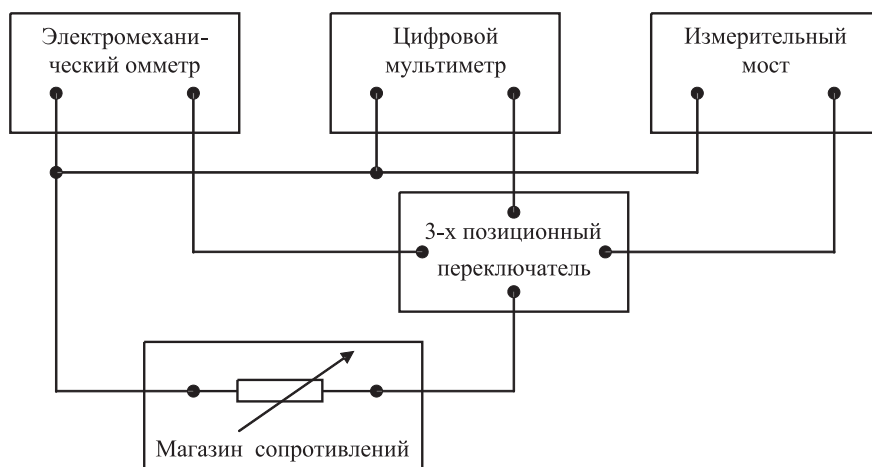 Электромехани-
ческий омметр
Цифровой
мультиметр
Измерительный
мост
3-х позиционный
переключатель
Магазин сопротивлений